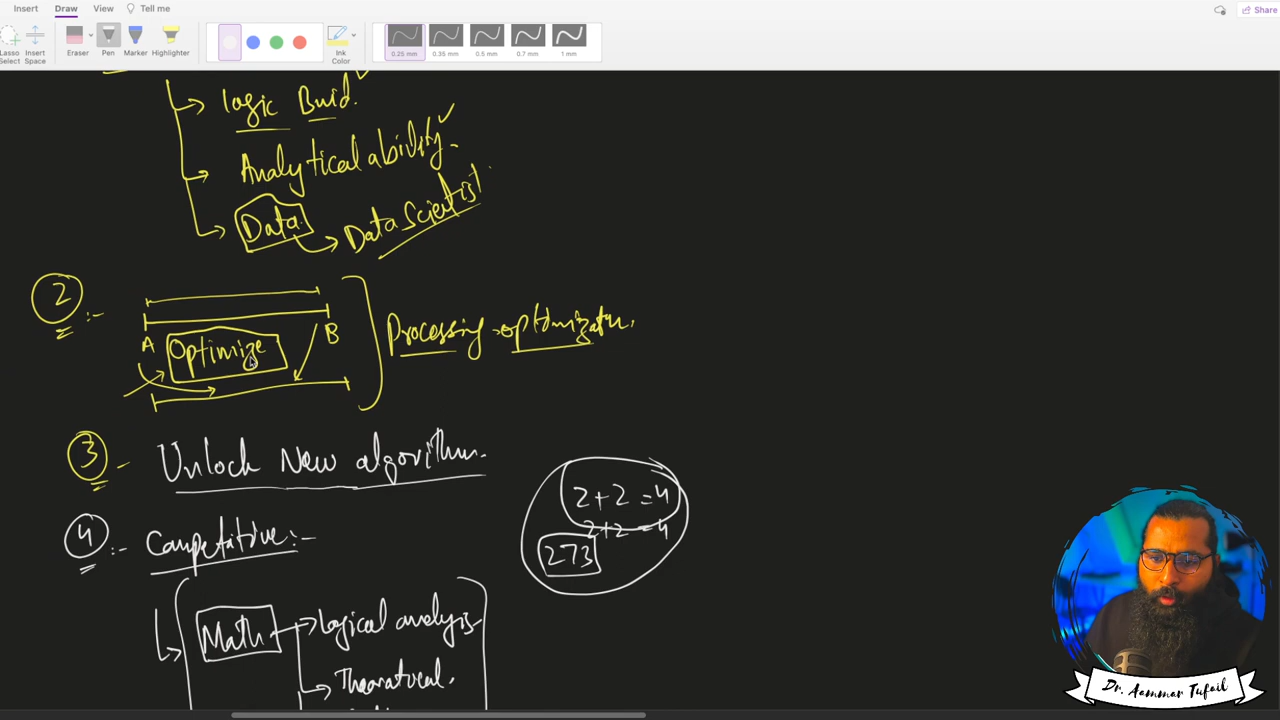 Insert Draw View Tell me
Share
Lasso Select
Insert Space
Eraser
Pen
Marker
Highlighter
Ink Color
0.25 mm
0.35 mm
0.5 mm
0.7 mm
1 mm
logic Buid.
Analytical ability.
Data
Data Scientist
2 :-
A
Optimize
B
Processing
3 -
Unlock New algorithm.
2+2=4
2+2=4
273
4 :-
Competitive:-
Math
Logical analysis
Dr. Aammar Tufail